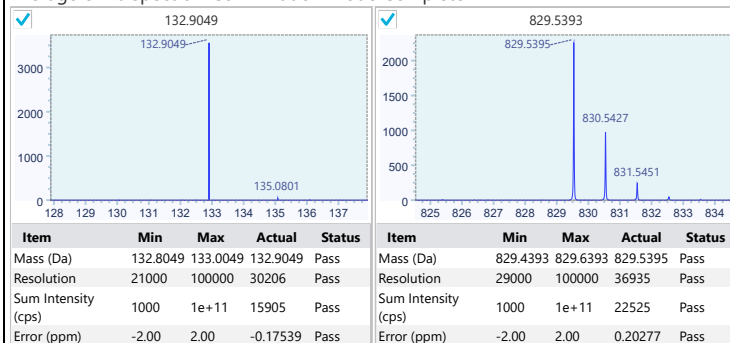 132.9049
132.9049
3000
2000
1000
0
135.0801
128 129 130 131 132 133 134 135 136 137
Item Min Max Actual Status
Mass (Da) 132.8049 133.0049 132.9049 Pass
Resolution 21000 100000 30206 Pass
Sum Intensity (cps) 1000 1e+11 15905 Pass
Error (ppm) -2.00 2.00 -0.17539 Pass
829.5393
829.5395
2000
1500
1000
500
0
830.5427
831.5451
825 826 827 828 829 830 831 832 833 834
Item Min Max Actual Status
Mass (Da) 829.4393 829.6393 829.5395 Pass
Resolution 29000 100000 36935 Pass
Sum Intensity (cps) 1000 1e+11 22525 Pass
Error (ppm) -2.00 2.00 0.20277 Pass